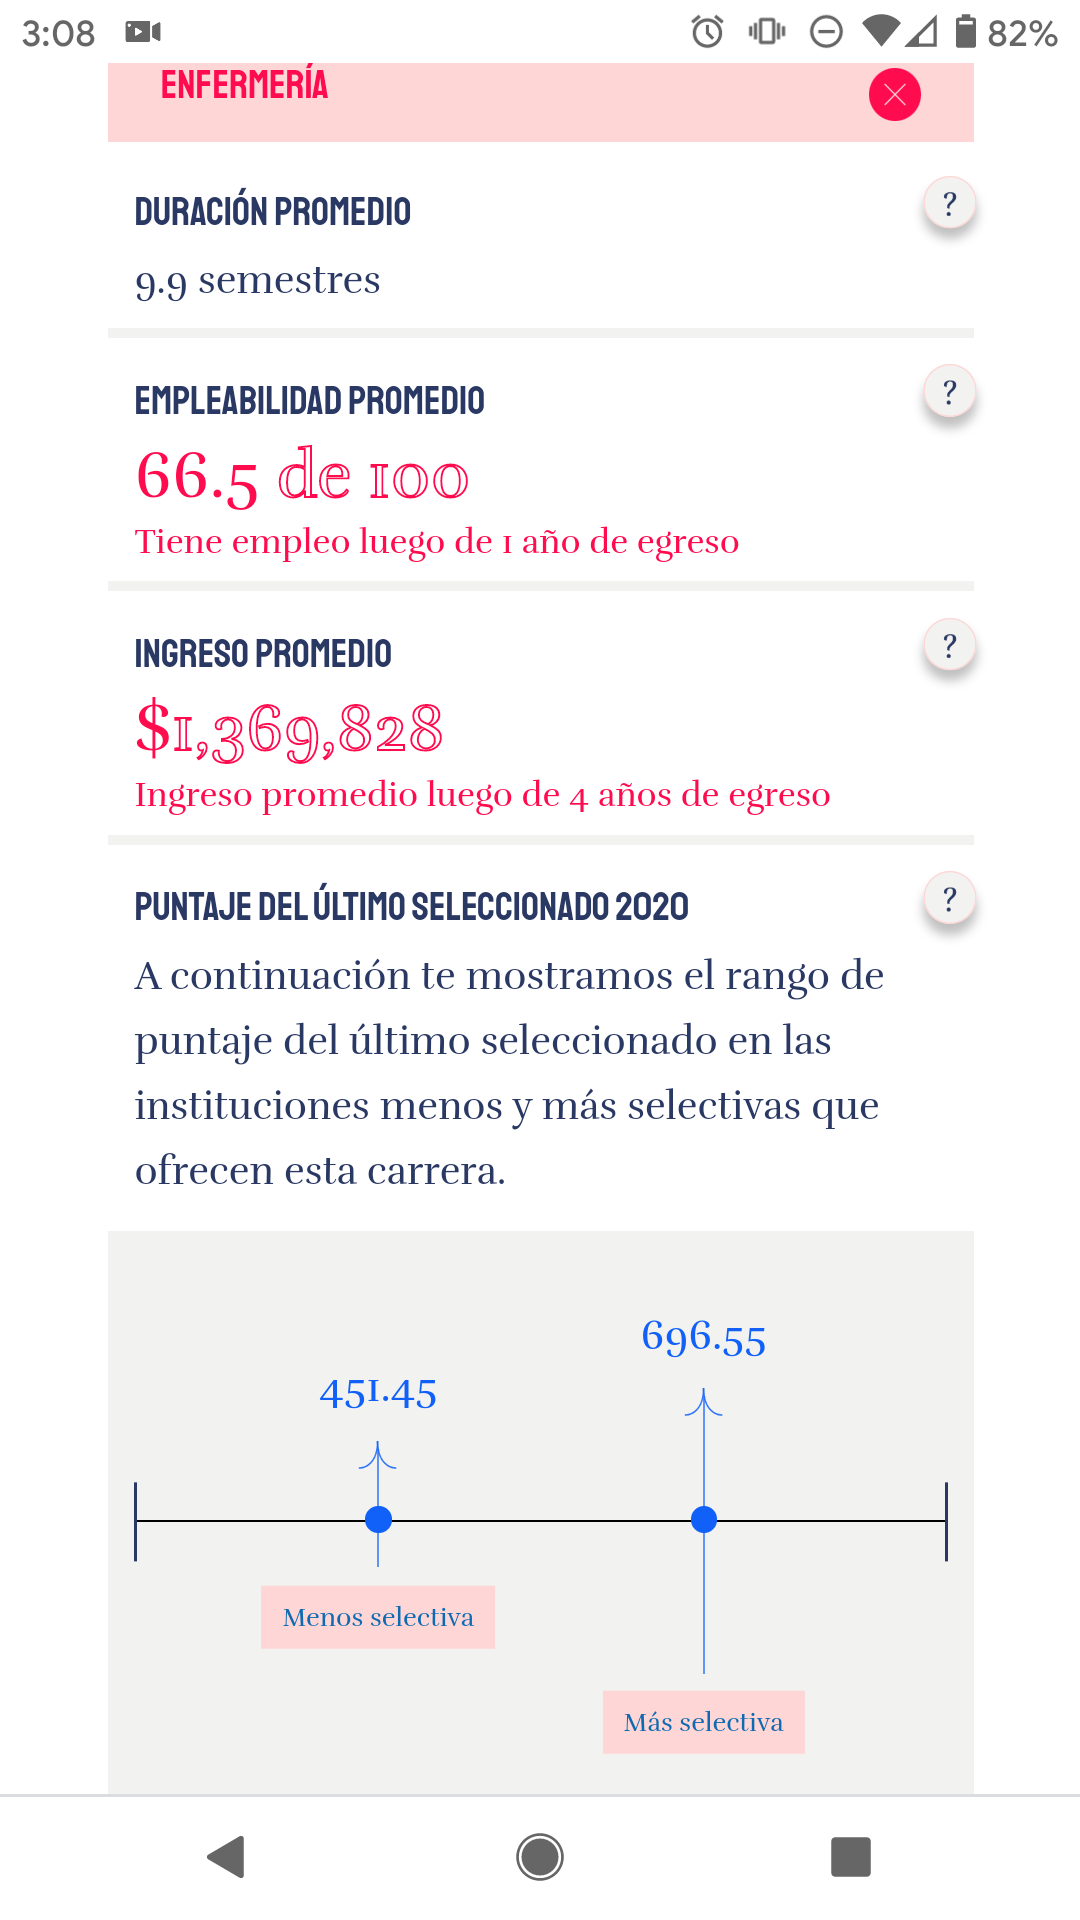 3:08
82%
ENFERMERÍA
DURACIÓN PROMEDIO
?
9.9 semestres
EMPLEABILIDAD PROMEDIO
?
66.5 de 100
Tiene empleo luego de 1 año de egreso
INGRESO PROMEDIO
?
$1,369,828
Ingreso promedio luego de 4 años de egreso
PUNTAJE DEL ÚLTIMO SELECCIONADO 2020
?
A continuación te mostramos el rango de
puntaje del último seleccionado en las
instituciones menos y más selectivas que
ofrecen esta carrera.
696.55
451.45
Menos selectiva
Más selectiva